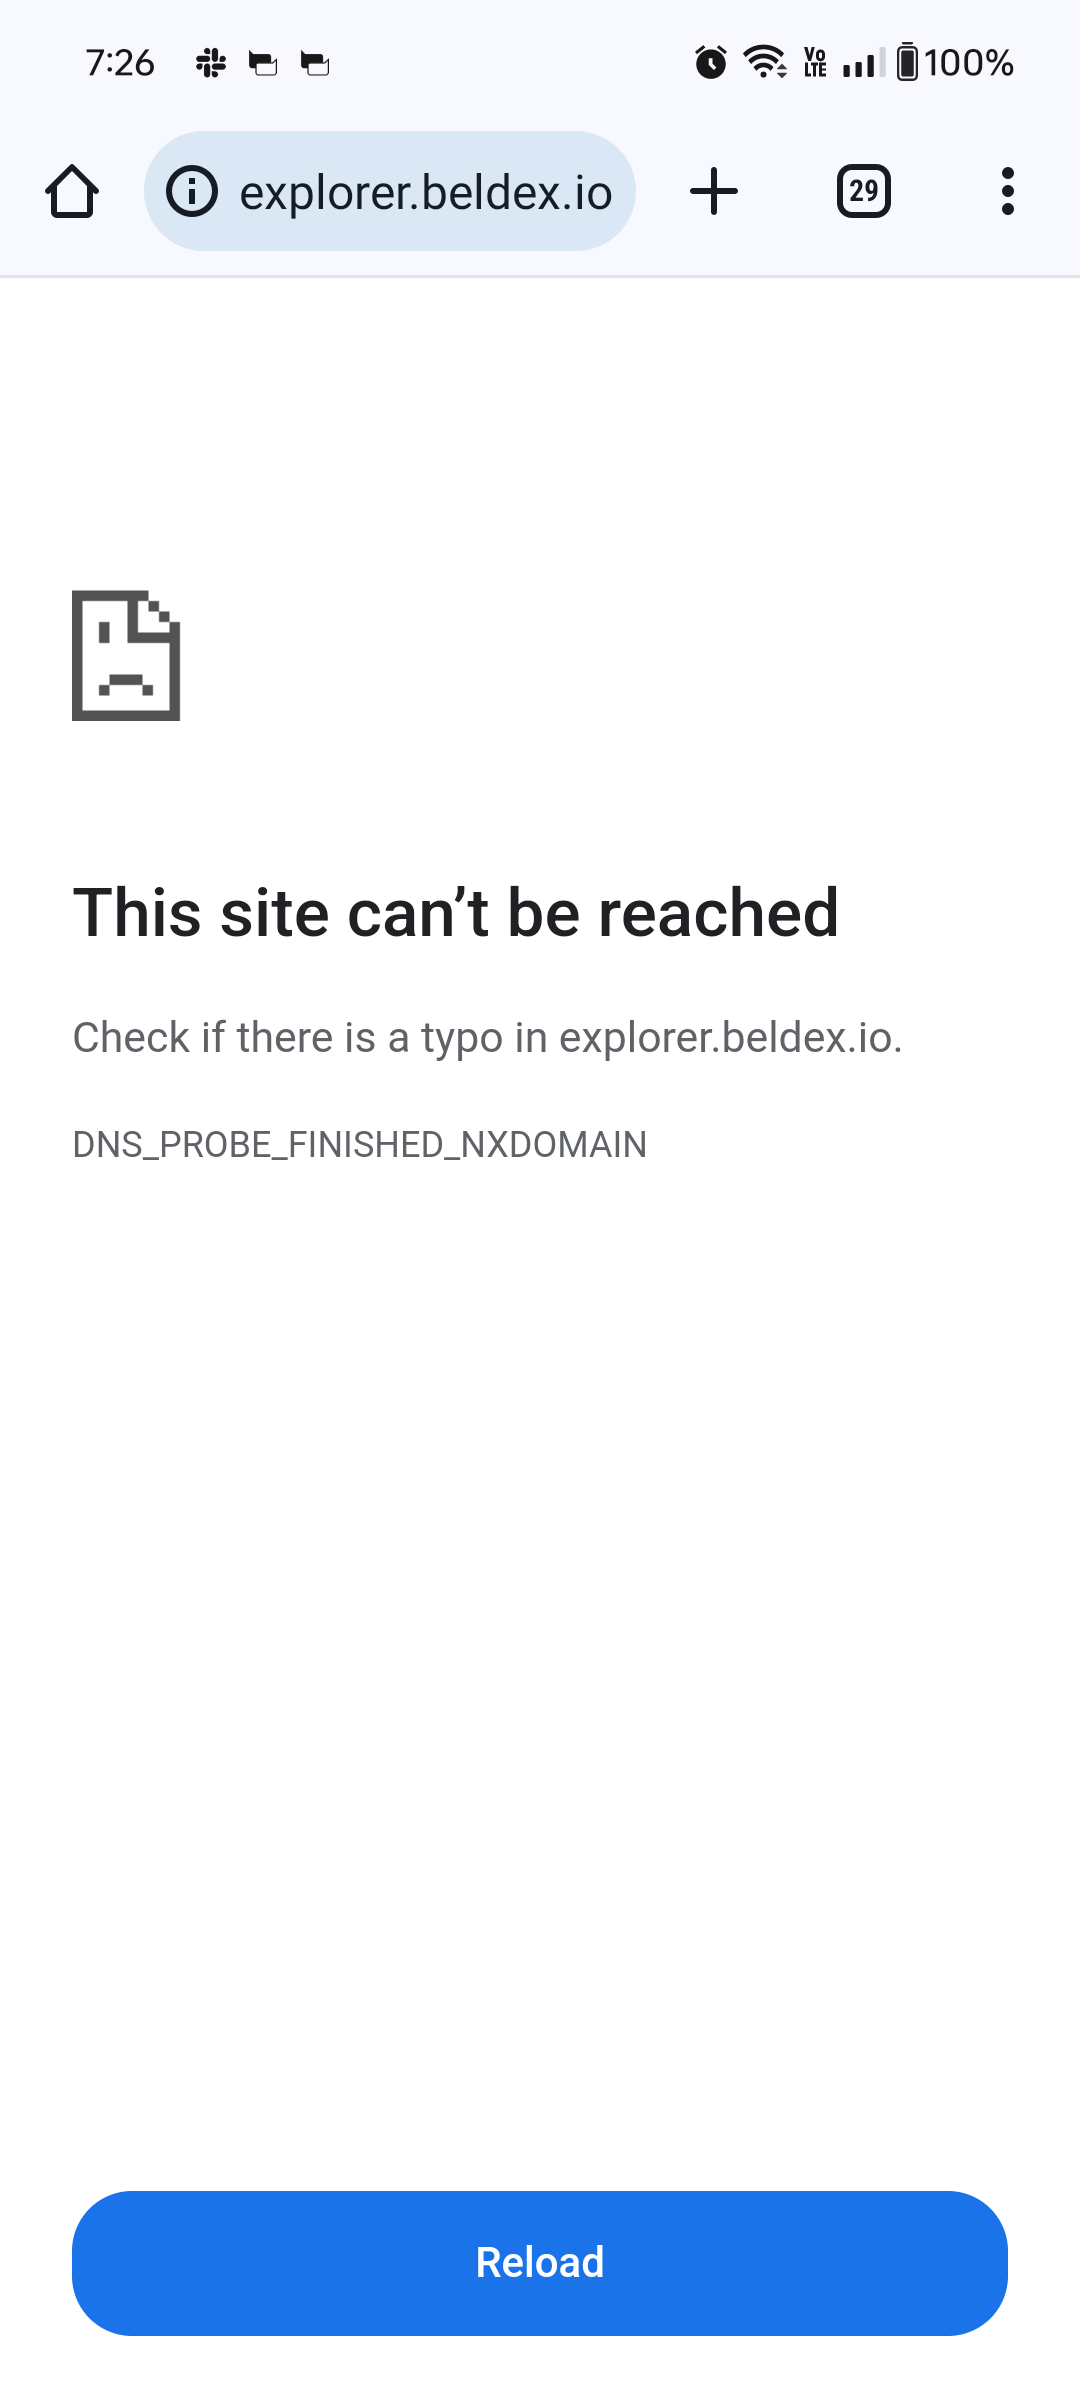 7:26
Vo
LTE
100%
explorer.beldex.io
29
This site can’t be reached
Check if there is a typo in explorer.beldex.io.
DNS_PROBE_FINISHED_NXDOMAIN
Reload